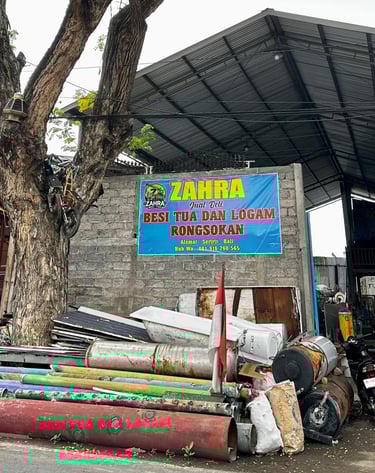 ZAHRA
ZAHRA
Jual Beli
BESI TUA DAN LOGAM
RONGSOKAN
Alamat Seririt Bali
BESI TUA DAN LOGAM
RONGSOKAN